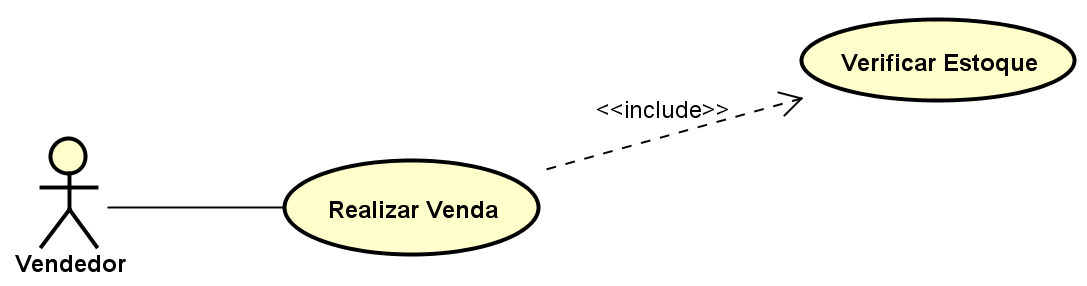 Verificar Estoque
<<include>>
Realizar Venda
Vendedor